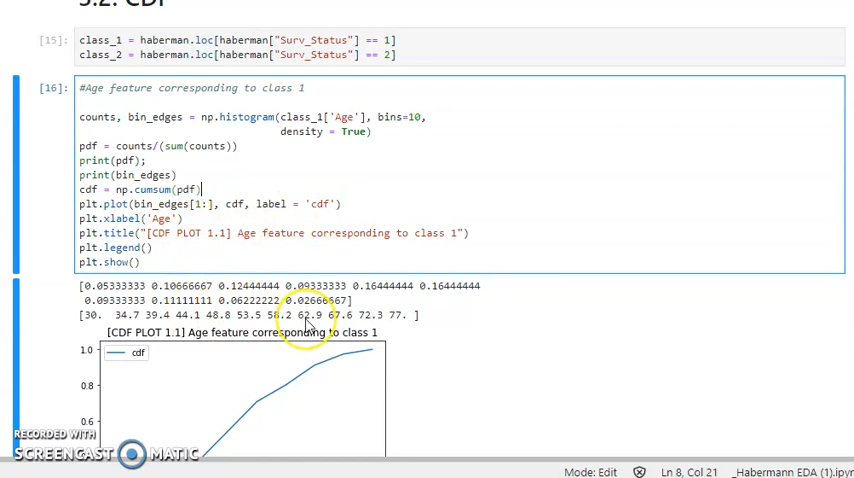 3.2. CDF
[15]: class_1 = haberman.loc[haberman["Surv_Status"] == 1]
class_2 = haberman.loc[haberman["Surv_Status"] == 2]
[16]: #Age feature corresponding to class 1
counts, bin_edges = np.histogram(class_1['Age'], bins=10,
density = True)
pdf = counts/(sum(counts))
print(pdf);
print(bin_edges)
cdf = np.cumsum(pdf)
plt.plot(bin_edges[1:], cdf, label = 'cdf')
plt.xlabel('Age')
plt.title("[CDF PLOT 1.1] Age feature corresponding to class 1")
plt.legend()
plt.show()
[0.05333333 0.10666667 0.12444444 0.09333333 0.16444444 0.16444444
0.09333333 0.11111111 0.06222222 0.02666667]
[30. 34.7 39.4 44.1 48.8 53.5 58.2 62.9 67.6 72.3 77. ]
[CDF PLOT 1.1] Age feature corresponding to class 1
1.0
cdf
0.8
0.6
RECORDED WITH
SCREENCAST MATIC
Mode: Edit Ln 8, Col 21 _Habermann EDA (1).ipyn